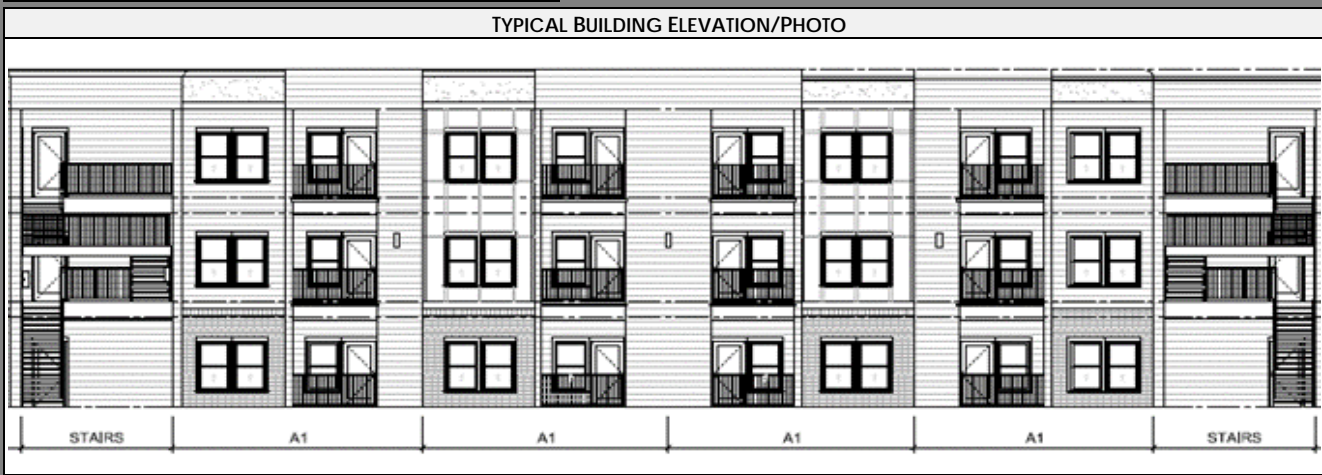 TYPICAL BUILDING ELEVATION/PHOTO
STAIRS A1 A1 A1 A1 STAIRS